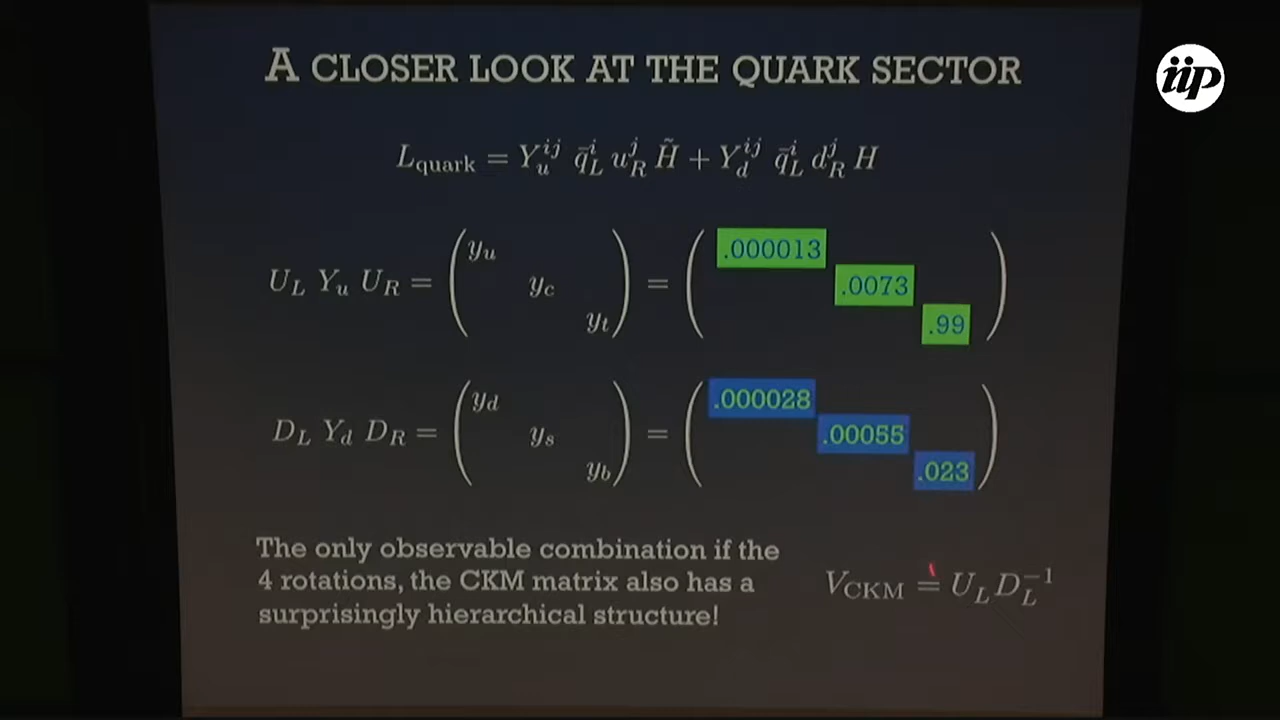 iip
A CLOSER LOOK AT THE QUARK SECTOR
L_quark = Y_u^{ij} q̄_L^i u_R^j H̃ + Y_d^{ij} q̄_L^i d_R^j H
U_L Y_u U_R = ( y_u y_c y_t ) = ( .000013 .0073 .99 )
D_L Y_d D_R = ( y_d y_s y_b ) = ( .000028 .00055 .023 )
The only observable combination if the
4 rotations, the CKM matrix also has a
surprisingly hierarchical structure!
V_CKM = U_L D_L^{-1}